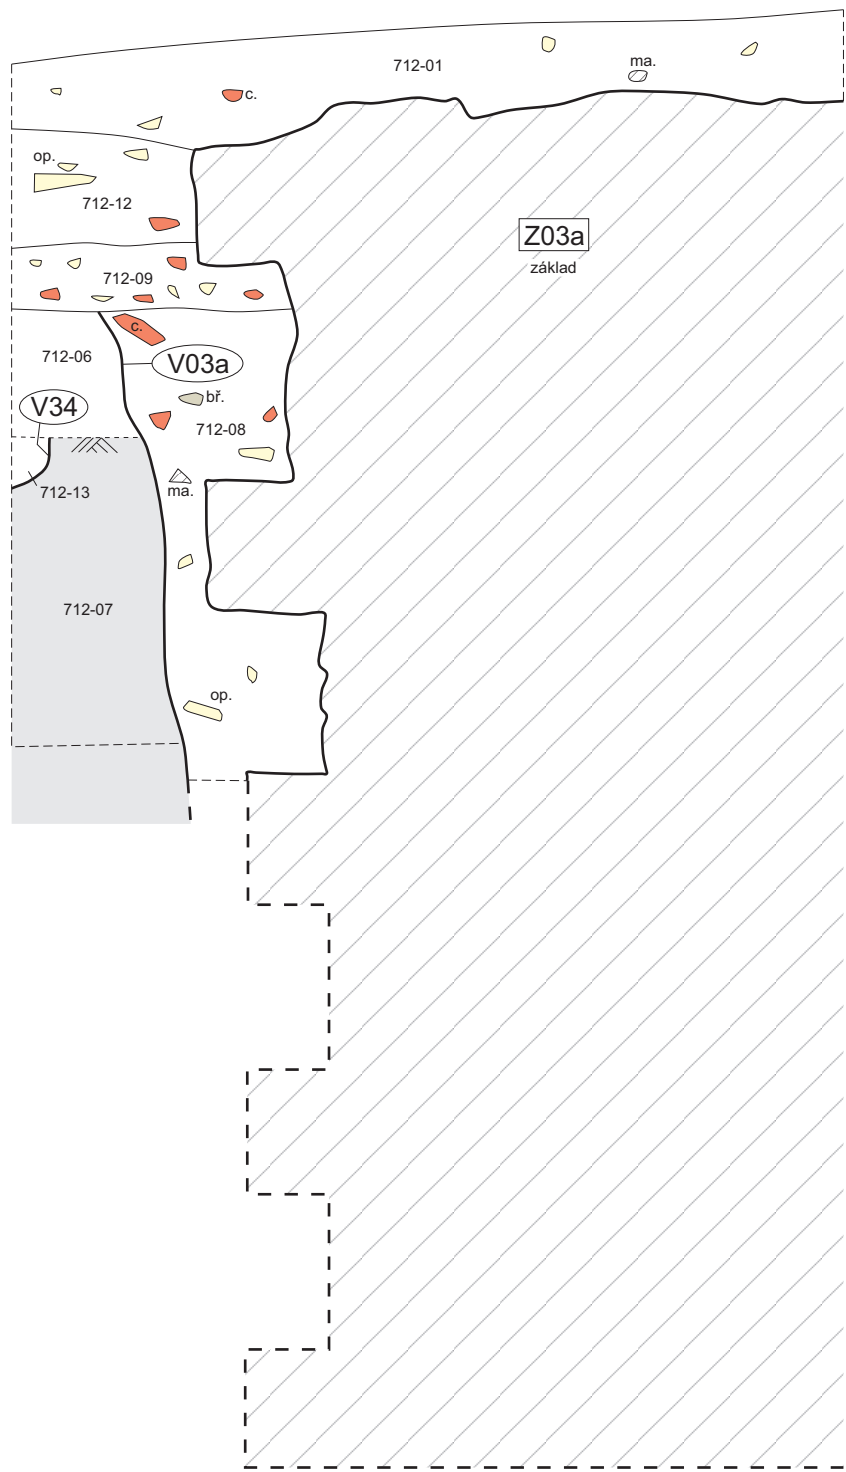 712-01
ma.
c.
op.
712-12
Z03a
základ
712-09
c.
712-06
V03a
bř.
V34
712-08
ma.
712-13
712-07
op.